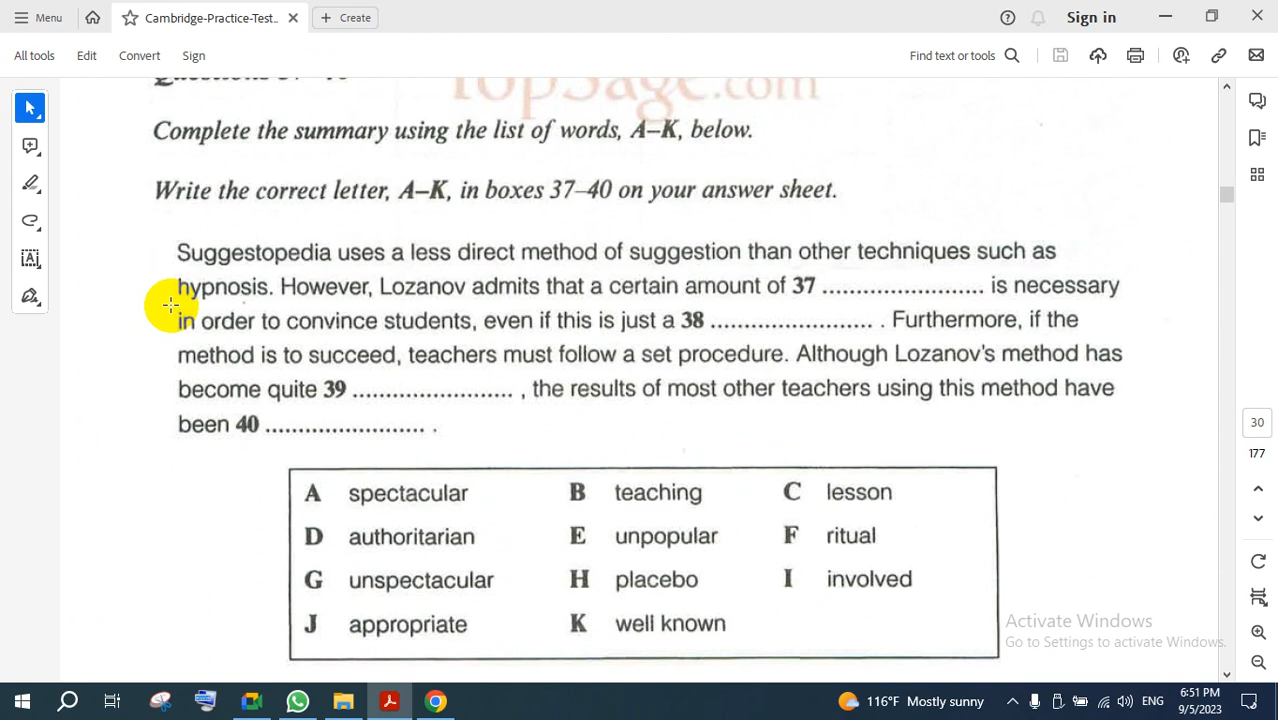 Menu
Cambridge-Practice-Test..
Create
Sign in
All tools
Edit
Convert
Sign
Find text or tools
TopSage.com
Complete the summary using the list of words, A–K, below.
Write the correct letter, A–K, in boxes 37–40 on your answer sheet.
Suggestopedia uses a less direct method of suggestion than other techniques such as
hypnosis. However, Lozanov admits that a certain amount of 37 ........................ is necessary
in order to convince students, even if this is just a 38 ........................ . Furthermore, if the
method is to succeed, teachers must follow a set procedure. Although Lozanov's method has
become quite 39 ........................ , the results of most other teachers using this method have
been 40 ........................ .
A spectacular B teaching C lesson
D authoritarian E unpopular F ritual
G unspectacular H placebo I involved
J appropriate K well known
30
177
Activate Windows
Go to Settings to activate Windows.
116°F Mostly sunny
ENG
6:51 PM
9/5/2023